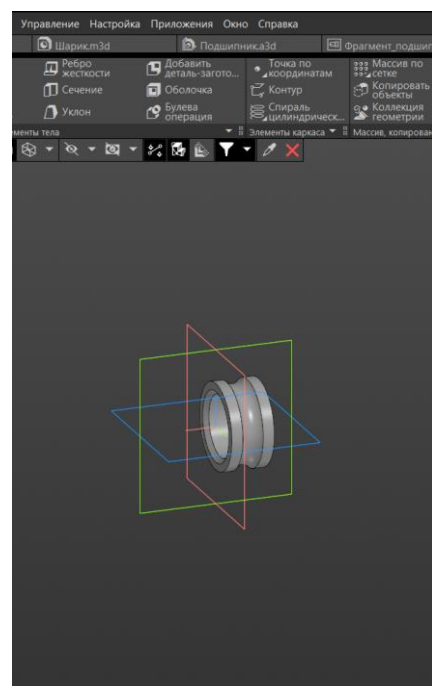 Управление Настройка Приложения Окно Справка
Шарик.m3d Подшипник.a3d Фрагмент_подшип
Ребро жесткости
Добавить деталь-загото...
Точка по координатам
Массив по сетке
Сечение
Оболочка
Контур
Копировать объекты
Уклон
Булева операция
Спираль цилиндрическ...
Коллекция геометрии
менты тела
Элементы каркаса
Массив, копирован